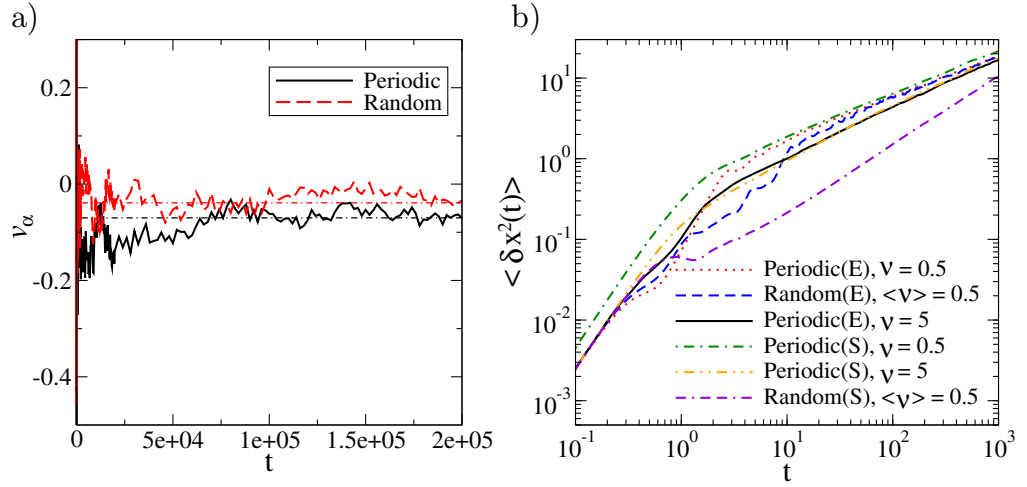 a)
0.2
0
-0.2
-0.4
v_α
Periodic
Random
0
5e+04
1e+05
1.5e+05
2e+05
t
b)
10^1
10^0
10^-1
10^-2
10^-3
< δx^2(t) >
Periodic(E), ν = 0.5
Random(E), <ν> = 0.5
Periodic(E), ν = 5
Periodic(S), ν = 0.5
Periodic(S), ν = 5
Random(S), <ν> = 0.5
10^-1
10^0
10^1
10^2
10^3
t